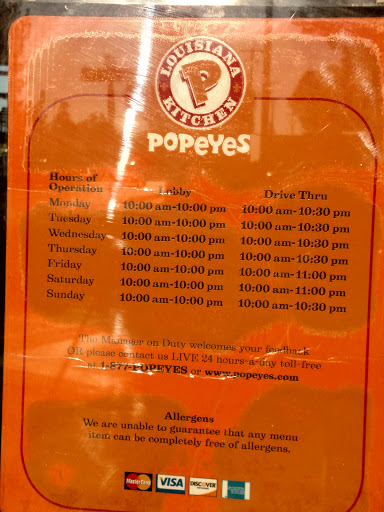 LOUISIANA
KITCHEN
POPEYES
Hours of
Operation Lobby Drive Thru
Monday 10:00 am-10:00 pm 10:00 am-10:30 pm
Tuesday 10:00 am-10:00 pm 10:00 am-10:30 pm
Wednesday 10:00 am-10:00 pm 10:00 am-10:30 pm
Thursday 10:00 am-10:00 pm 10:00 am-10:30 pm
Friday 10:00 am-10:00 pm 10:00 am-11:00 pm
Saturday 10:00 am-10:00 pm 10:00 am-11:00 pm
Sunday 10:00 am-10:00 pm 10:00 am-10:30 pm
The Manager on Duty welcomes your feedback
OR please contact us LIVE 24 hours-a-day toll-free
at 1-877-POPEYES or www.popeyes.com
Allergens
We are unable to guarantee that any menu
item can be completely free of allergens.
MasterCard VISA DISCOVER